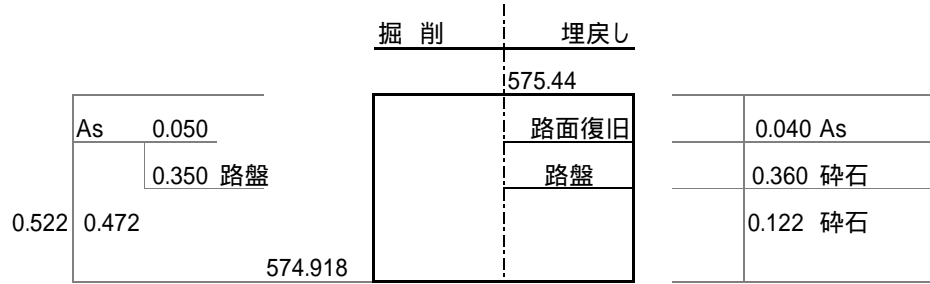 掘 削 埋戻し
575.44
As 0.050 路面復旧 0.040 As
0.350 路盤 路盤 0.360 砕石
0.522 0.472 0.122 砕石
574.918